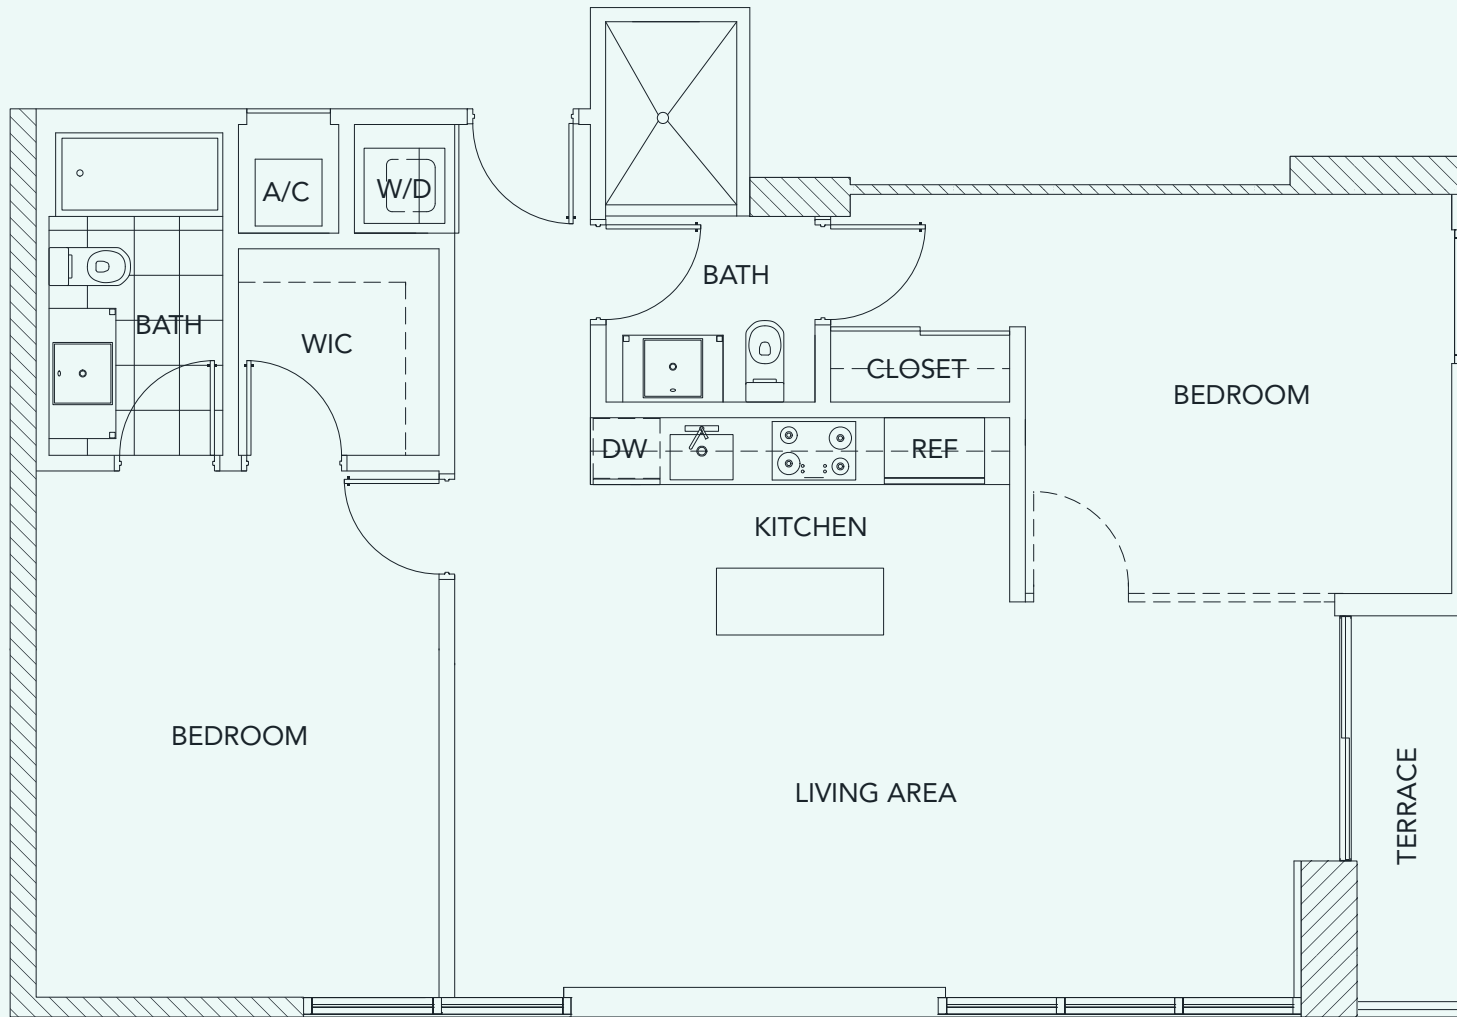 A/C
W/D
BATH
BATH
WIC
CLOSET
BEDROOM
DW
REF
KITCHEN
BEDROOM
LIVING AREA
TERRACE